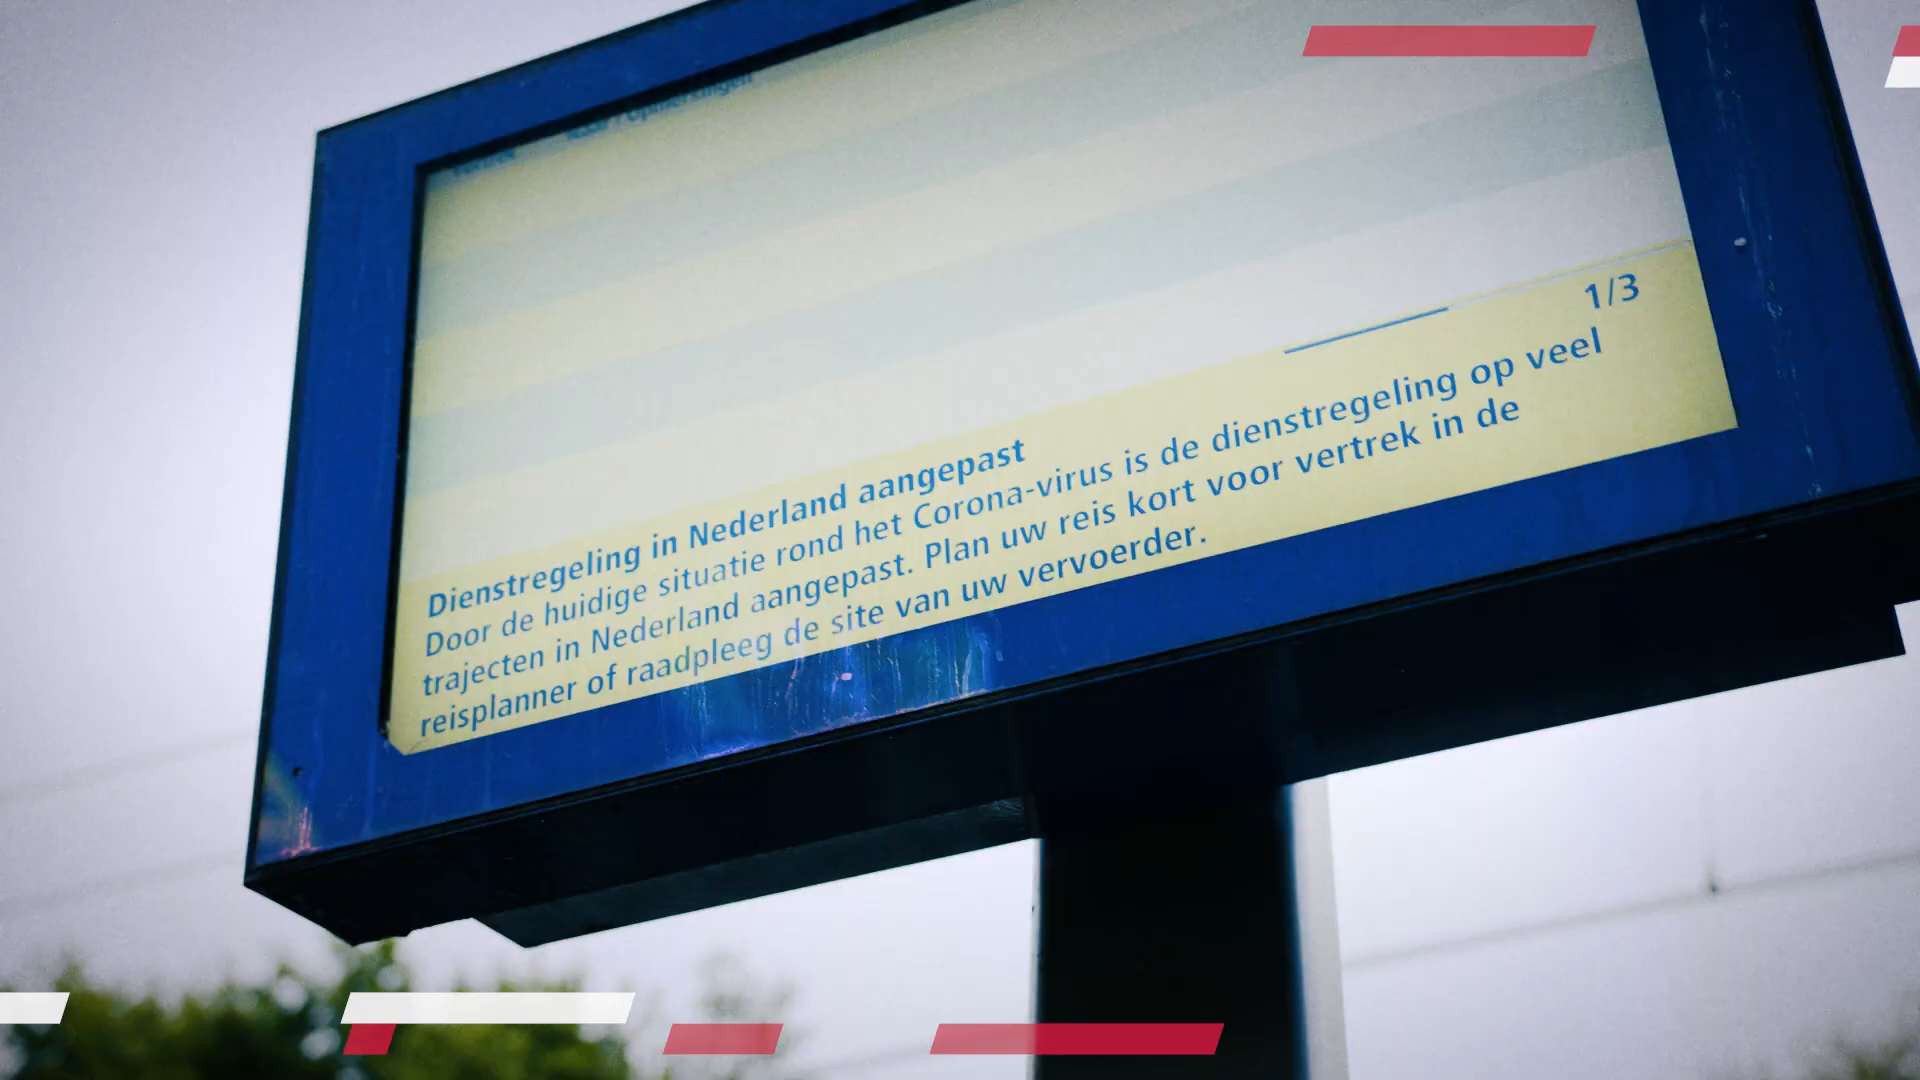 Naar / Opmerkingen
1/3
Dienstregeling in Nederland aangepast
Door de huidige situatie rond het Corona-virus is de dienstregeling op veel
trajecten in Nederland aangepast. Plan uw reis kort voor vertrek in de
reisplanner of raadpleeg de site van uw vervoerder.